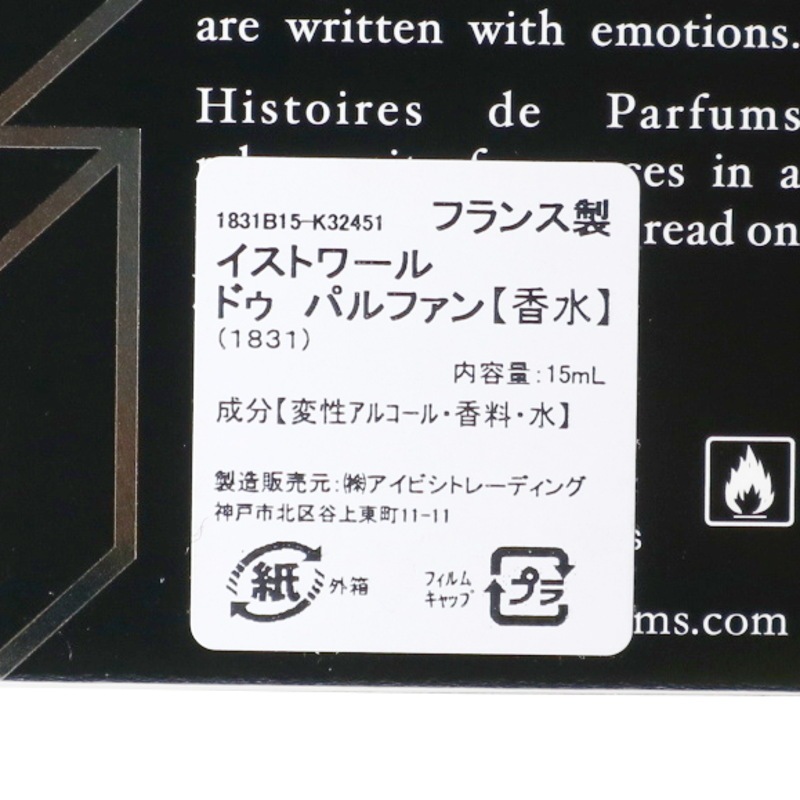 are written with emotions.
Histoires de Parfums
ces in a
read on
1831B15-K32451 フランス製
イストワール
ドゥ パルファン【香水】
(1831)
内容量:15mL
成分【変性アルコール・香料・水】
製造販売元:㈱アイビシトレーディング
神戸市北区谷上東町11-11
紙 外箱 フィルム キャップ プラ
s
ms.com